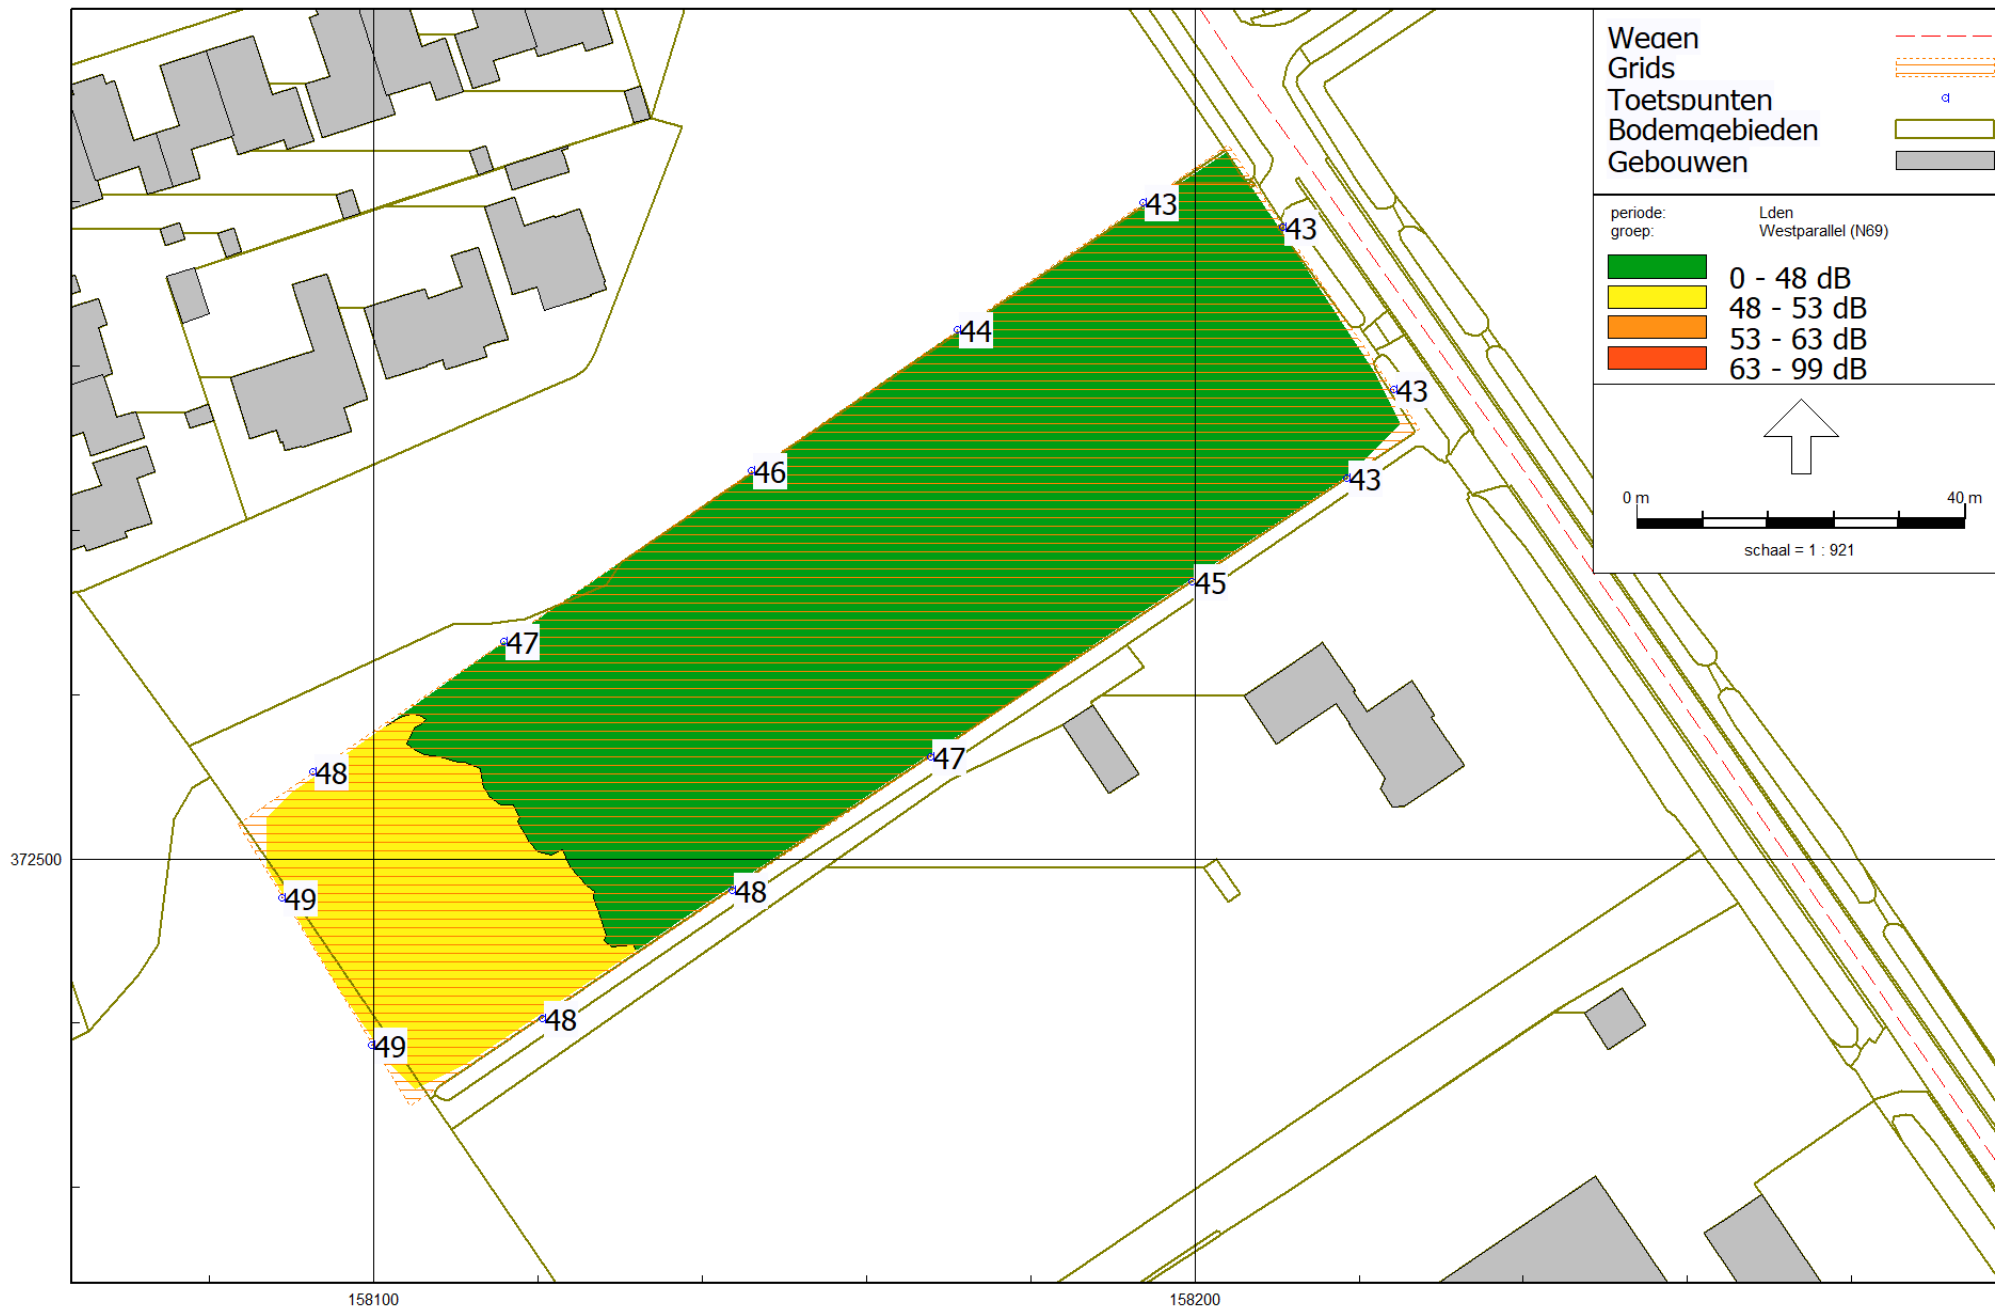 Wegen
Grids
Toetspunten
Bodemgebieden
Gebouwen
periode: Lden
groep: Westparallel (N69)
0 - 48 dB
48 - 53 dB
53 - 63 dB
63 - 99 dB
0 m 40 m
schaal = 1 : 921
43
43
44
43
46
43
45
47
47
48
48
49
48
49
372500
158100 158200